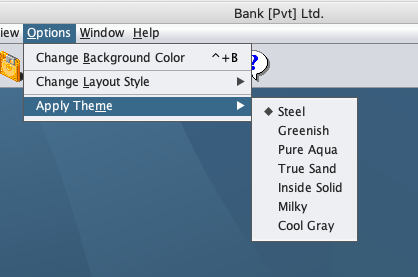 Bank [Pvt] Ltd.
iew Options Window Help
Change Background Color ^+B
Change Layout Style
Apply Theme
Steel
Greenish
Pure Aqua
True Sand
Inside Solid
Milky
Cool Gray